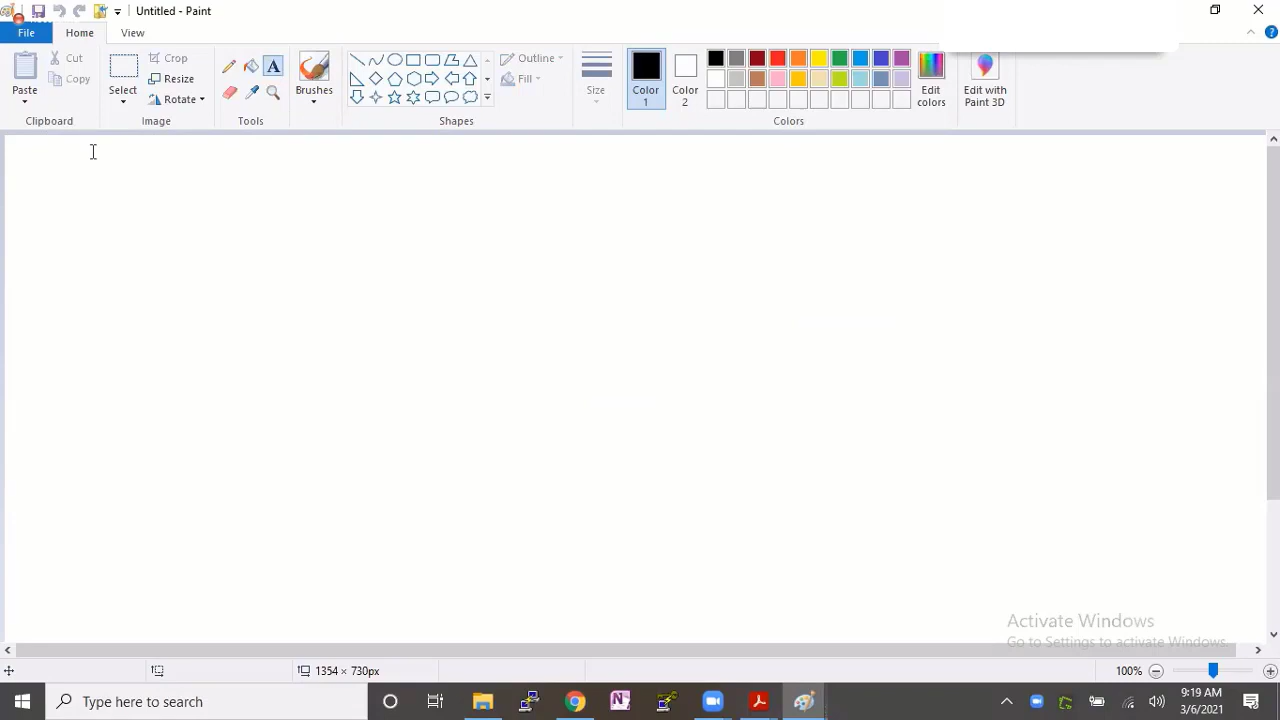 Untitled - Paint
File
Home
View
Paste
Cut
Copy
Clipboard
Select
Crop
Resize
Rotate
Image
A
Tools
Brushes
Shapes
Outline
Fill
Size
Color
1
Color
2
Edit
colors
Colors
Edit with
Paint 3D
Activate Windows
Go to Settings to activate Windows.
1354 × 730px
100%
Type here to search
9:19 AM
3/6/2021